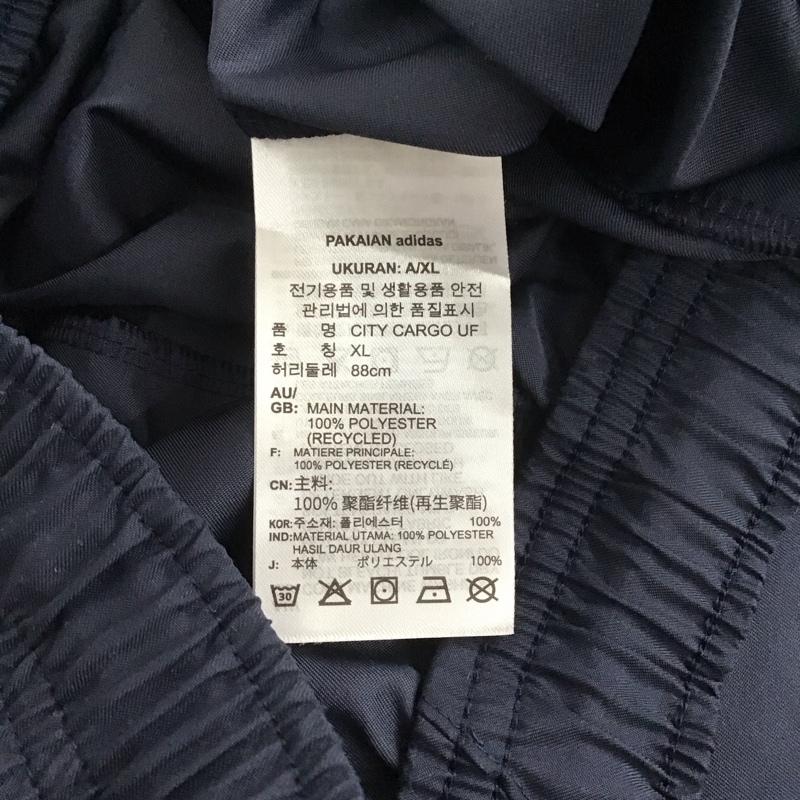 PAKAIAN adidas
UKURAN: A/XL
전기용품 및 생활용품 안전
관리법에 의한 품질표시
품 명 CITY CARGO UF
호 칭 XL
허리둘레 88cm
AU/
GB: MAIN MATERIAL:
100% POLYESTER
(RECYCLED)
F: MATIERE PRINCIPALE:
100% POLYESTER (RECYCLÉ)
CN:主料:
100% 聚酯纤维(再生聚酯)
KOR:주소재: 폴리에스터 100%
IND:MATERIAL UTAMA: 100% POLYESTER
HASIL DAUR ULANG
J: 本体 ポリエステル 100%
30